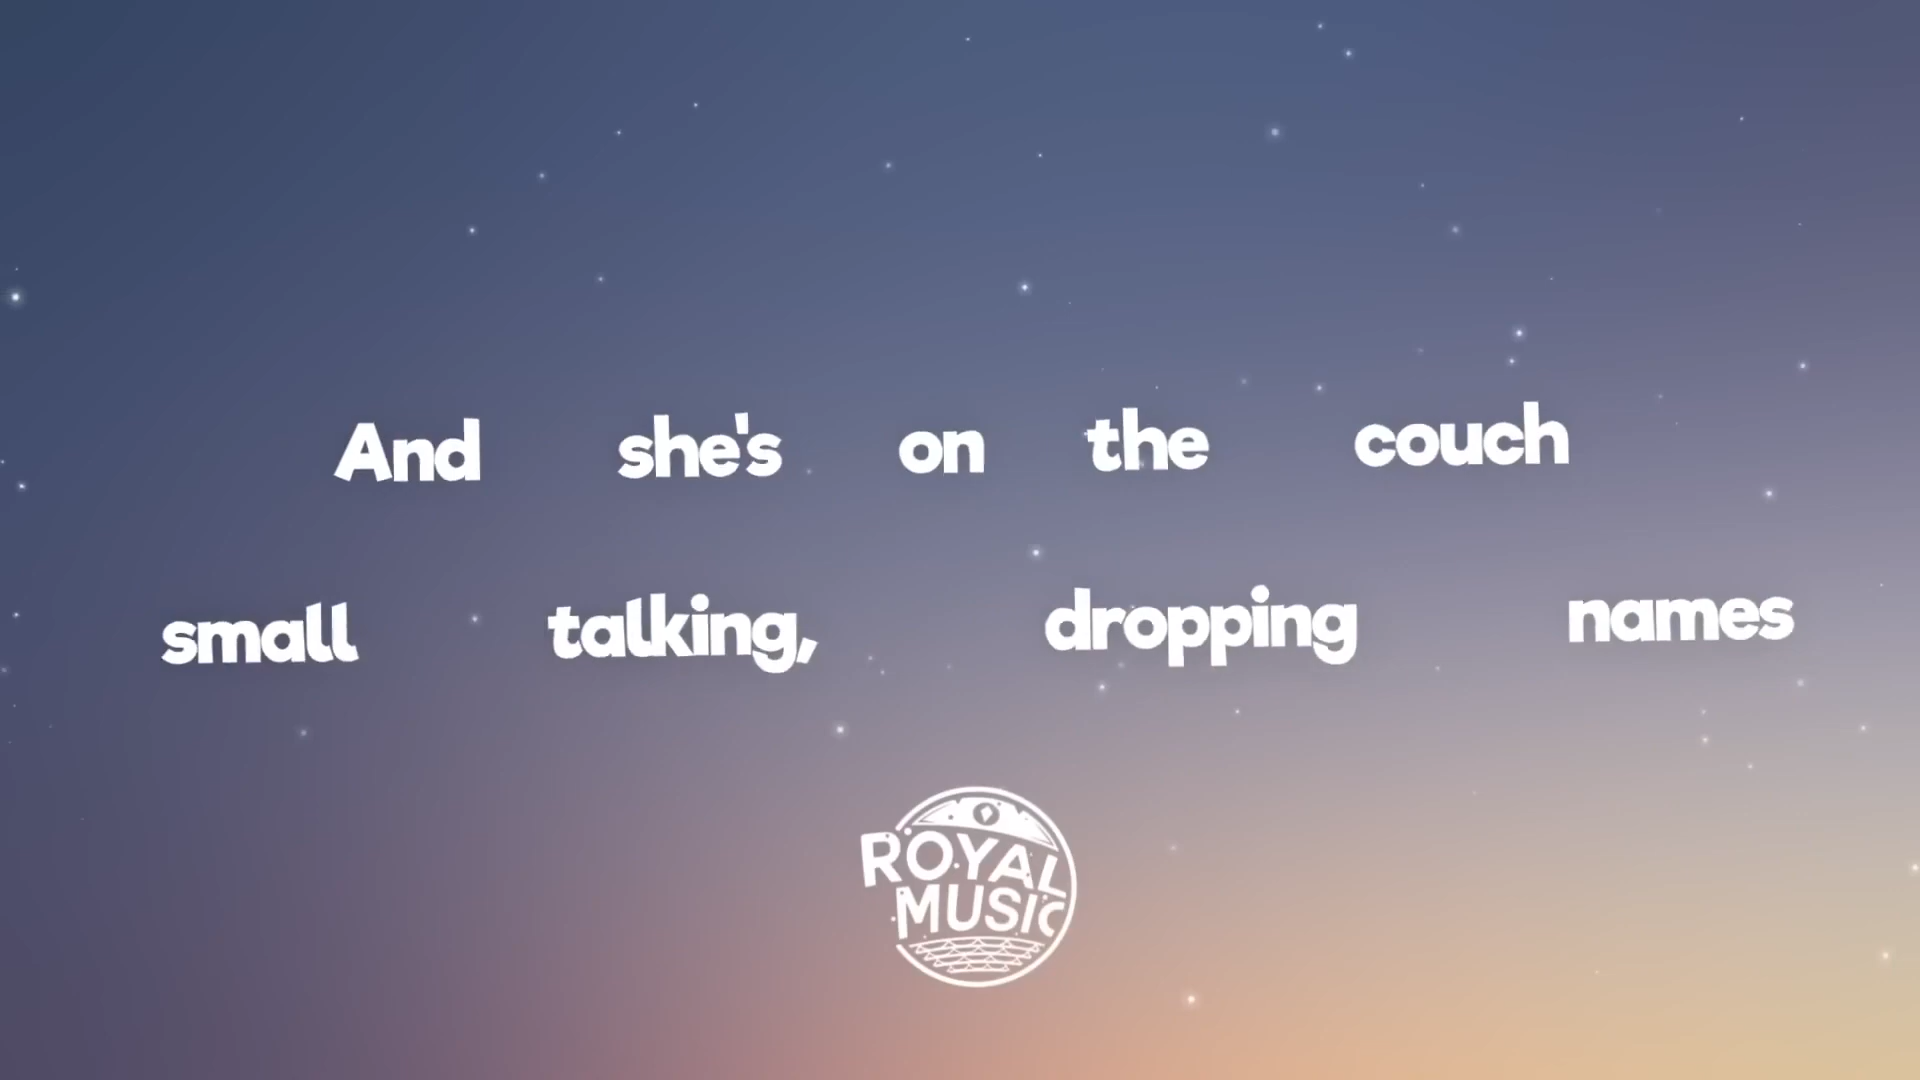 And she's on the couch
small talking, dropping names
ROYAL
MUSIC